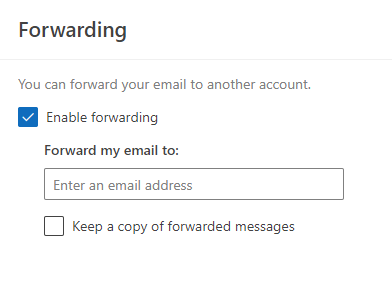 Forwarding
You can forward your email to another account.
Enable forwarding
Forward my email to:
Enter an email address
Keep a copy of forwarded messages